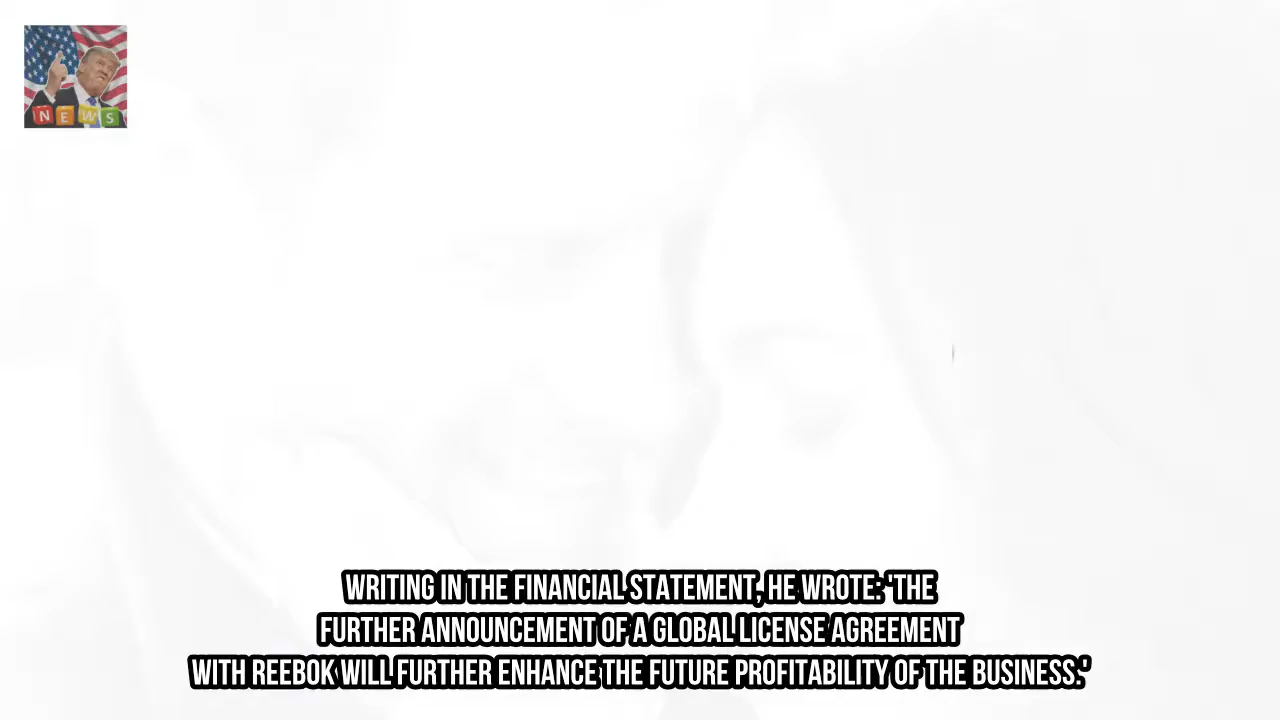 NEWS
WRITING IN THE FINANCIAL STATEMENT, HE WROTE: 'THE
FURTHER ANNOUNCEMENT OF A GLOBAL LICENSE AGREEMENT
WITH REEBOK WILL FURTHER ENHANCE THE FUTURE PROFITABILITY OF THE BUSINESS.'